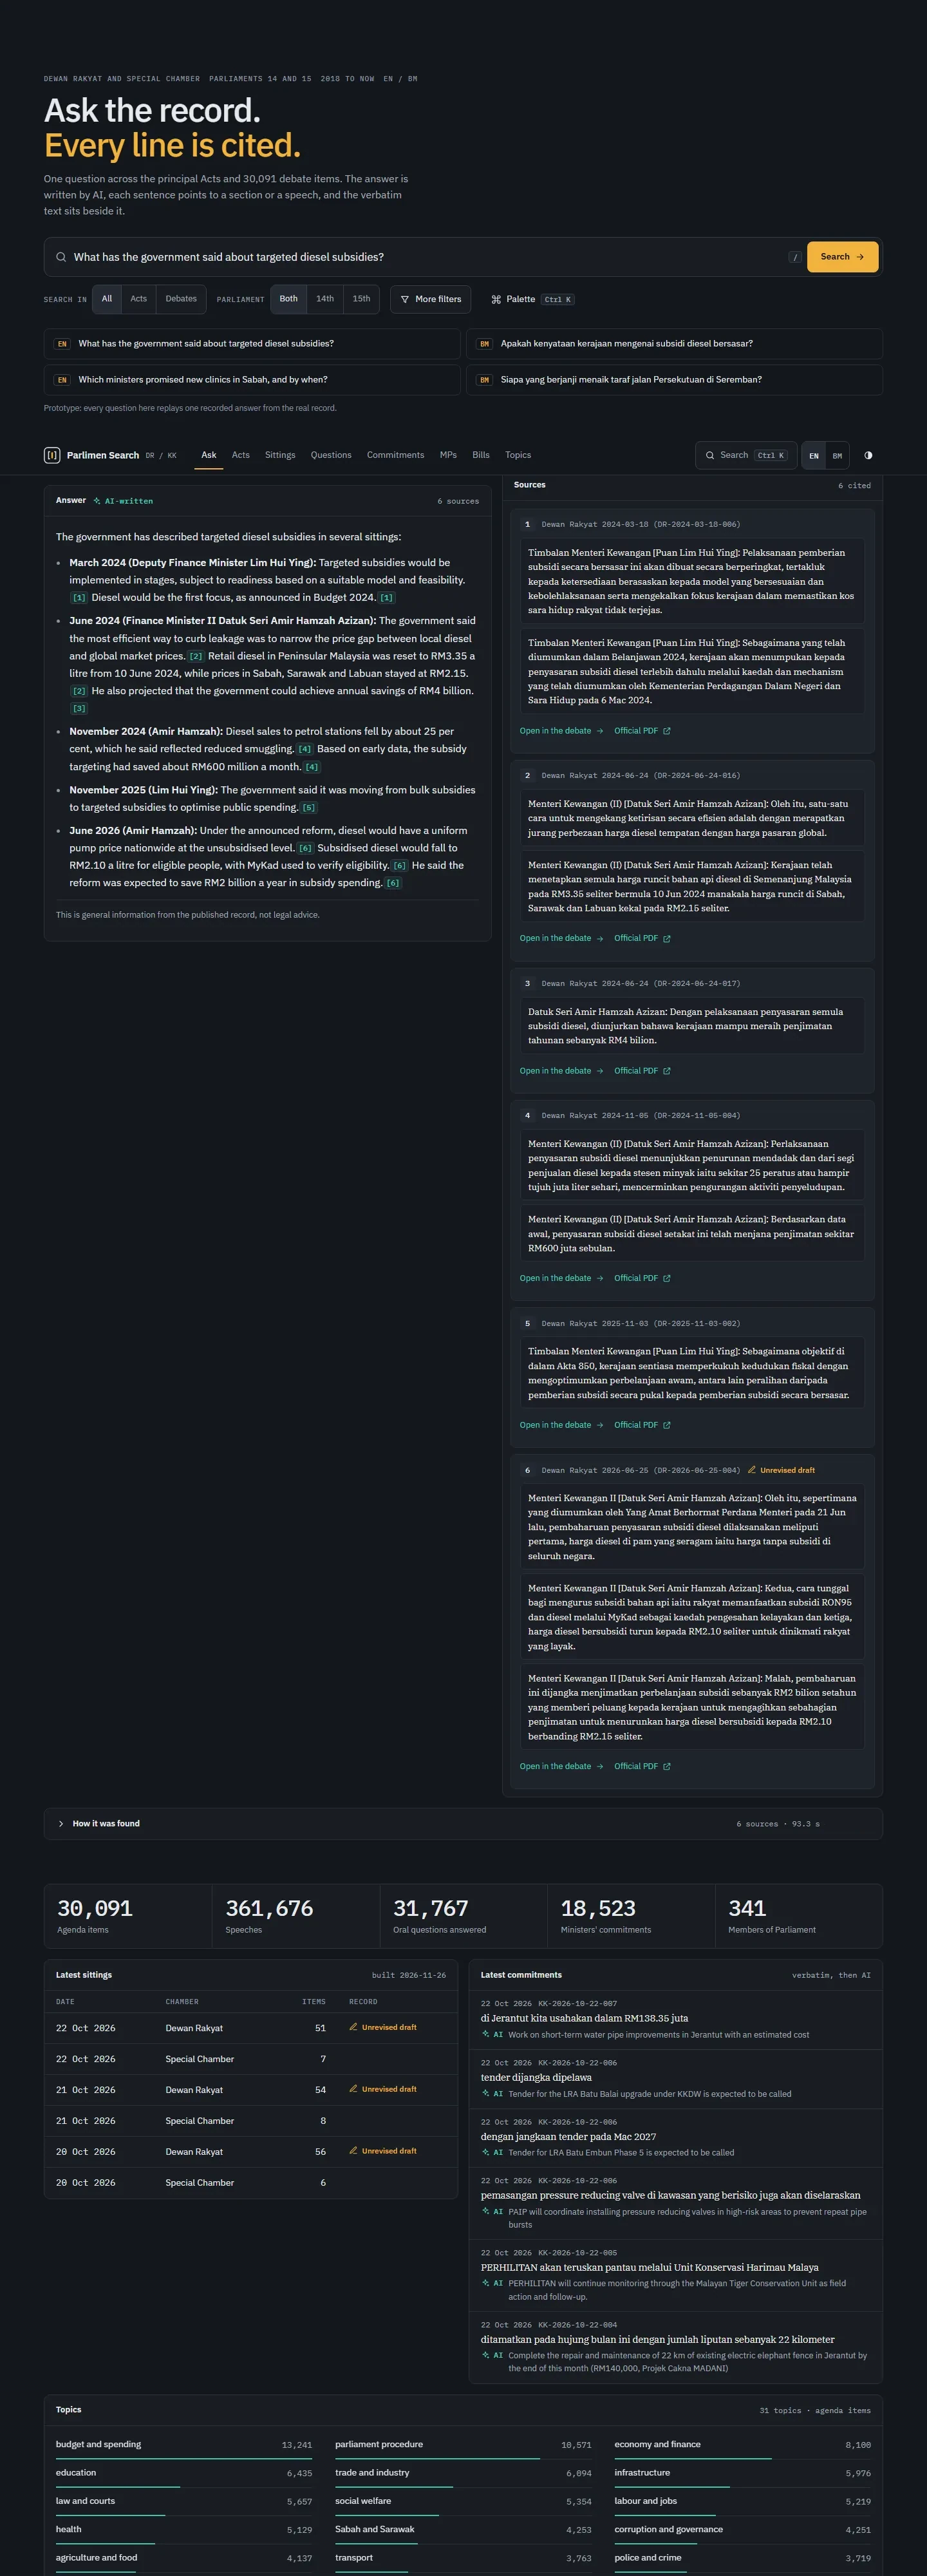 DEWAN RAKYAT AND SPECIAL CHAMBER PARLIAMENTS 14 AND 15 2018 TO NOW EN / BM
Ask the record.
Every line is cited.
One question across the principal Acts and 30,091 debate items. The answer is
written by AI, each sentence points to a section or a speech, and the verbatim
text sits beside it.
What has the government said about targeted diesel subsidies? / Search →
SEARCH IN All Acts Debates PARLIAMENT Both 14th 15th More filters ⌘ Palette Ctrl K
EN What has the government said about targeted diesel subsidies?
BM Apakah kenyataan kerajaan mengenai subsidi diesel bersasar?
EN Which ministers promised new clinics in Sabah, and by when?
BM Siapa yang berjanji menaik taraf jalan Persekutuan di Seremban?
Prototype: every question here replays one recorded answer from the real record.
Parlimen Search DR / KK Ask Acts Sittings Questions Commitments MPs Bills Topics Search Ctrl K EN BM
Answer AI-written 6 sources
The government has described targeted diesel subsidies in several sittings:
• March 2024 (Deputy Finance Minister Lim Hui Ying): Targeted subsidies would be
implemented in stages, subject to readiness based on a suitable model and feasibility.
[1] Diesel would be the first focus, as announced in Budget 2024. [1]
• June 2024 (Finance Minister II Datuk Seri Amir Hamzah Azizan): The government said
the most efficient way to curb leakage was to narrow the price gap between local diesel
and global market prices. [2] Retail diesel in Peninsular Malaysia was reset to RM3.35 a
litre from 10 June 2024, while prices in Sabah, Sarawak and Labuan stayed at RM2.15.
[2] He also projected that the government could achieve annual savings of RM4 billion.
[3]
• November 2024 (Amir Hamzah): Diesel sales to petrol stations fell by about 25 per
cent, which he said reflected reduced smuggling. [4] Based on early data, the subsidy
targeting had saved about RM600 million a month. [4]
• November 2025 (Lim Hui Ying): The government said it was moving from bulk subsidies
to targeted subsidies to optimise public spending. [5]
• June 2026 (Amir Hamzah): Under the announced reform, diesel would have a uniform
pump price nationwide at the unsubsidised level. [6] Subsidised diesel would fall to
RM2.10 a litre for eligible people, with MyKad used to verify eligibility. [6] He said the
reform was expected to save RM2 billion a year in subsidy spending. [6]
This is general information from the published record, not legal advice.
Sources 6 cited
1 Dewan Rakyat 2024-03-18 (DR-2024-03-18-006)
Timbalan Menteri Kewangan [Puan Lim Hui Ying]: Pelaksanaan pemberian
subsidi secara bersasar ini akan dibuat secara berperingkat, tertakluk
kepada ketersediaan berasaskan kepada model yang bersesuaian dan
kebolehlaksanaan serta mengekalkan fokus kerajaan dalam memastikan kos
sara hidup rakyat tidak terjejas.
Timbalan Menteri Kewangan [Puan Lim Hui Ying]: Sebagaimana yang telah
diumumkan dalam Belanjawan 2024, kerajaan akan menumpukan kepada
penyasaran subsidi diesel terlebih dahulu melalui kaedah dan mechanism
yang telah diumumkan oleh Kementerian Perdagangan Dalam Negeri dan
Sara Hidup pada 6 Mac 2024.
Open in the debate → Official PDF
2 Dewan Rakyat 2024-06-24 (DR-2024-06-24-016)
Menteri Kewangan (II) [Datuk Seri Amir Hamzah Azizan]: Oleh itu, satu-satu
cara untuk mengekang ketirisan secara efisien adalah dengan merapatkan
jurang perbezaan harga diesel tempatan dengan harga pasaran global.
Menteri Kewangan (II) [Datuk Seri Amir Hamzah Azizan]: Kerajaan telah
menetapkan semula harga runcit bahan api diesel di Semenanjung Malaysia
pada RM3.35 seliter bermula 10 Jun 2024 manakala harga runcit di Sabah,
Sarawak dan Labuan kekal pada RM2.15 seliter.
Open in the debate → Official PDF
3 Dewan Rakyat 2024-06-24 (DR-2024-06-24-017)
Datuk Seri Amir Hamzah Azizan: Dengan pelaksanaan penyasaran semula
subsidi diesel, diunjurkan bahawa kerajaan mampu meraih penjimatan
tahunan sebanyak RM4 bilion.
Open in the debate → Official PDF
4 Dewan Rakyat 2024-11-05 (DR-2024-11-05-004)
Menteri Kewangan (II) [Datuk Seri Amir Hamzah Azizan]: Perlaksanaan
penyasaran subsidi diesel menunjukkan penurunan mendadak dan dari segi
penjualan diesel kepada stesen minyak iaitu sekitar 25 peratus atau hampir
tujuh juta liter sehari, mencerminkan pengurangan aktiviti penyeludupan.
Menteri Kewangan (II) [Datuk Seri Amir Hamzah Azizan]: Berdasarkan data
awal, penyasaran subsidi diesel setakat ini telah menjana penjimatan sekitar
RM600 juta sebulan.
Open in the debate → Official PDF
5 Dewan Rakyat 2025-11-03 (DR-2025-11-03-002)
Timbalan Menteri Kewangan [Puan Lim Hui Ying]: Sebagaimana objektif di
dalam Akta 850, kerajaan sentiasa memperkukuh kedudukan fiskal dengan
mengoptimumkan perbelanjaan awam, antara lain peralihan daripada
pemberian subsidi secara pukal kepada pemberian subsidi secara bersasar.
Open in the debate → Official PDF
6 Dewan Rakyat 2026-06-25 (DR-2026-06-25-004) Unrevised draft
Menteri Kewangan II [Datuk Seri Amir Hamzah Azizan]: Oleh itu, sepertimana
yang diumumkan oleh Yang Amat Berhormat Perdana Menteri pada 21 Jun
lalu, pembaharuan penyasaran subsidi diesel dilaksanakan meliputi
pertama, harga diesel di pam yang seragam iaitu harga tanpa subsidi di
seluruh negara.
Menteri Kewangan II [Datuk Seri Amir Hamzah Azizan]: Kedua, cara tunggal
bagi mengurus subsidi bahan api iaitu rakyat memanfaatkan subsidi RON95
dan diesel melalui MyKad sebagai kaedah pengesahan kelayakan dan ketiga,
harga diesel bersubsidi turun kepada RM2.10 seliter untuk dinikmati rakyat
yang layak.
Menteri Kewangan II [Datuk Seri Amir Hamzah Azizan]: Malah, pembaharuan
ini dijangka menjimatkan perbelanjaan subsidi sebanyak RM2 bilion setahun
yang memberi peluang kepada kerajaan untuk mengagihkan sebahagian
penjimatan untuk menurunkan harga diesel bersubsidi kepada RM2.10
berbanding RM2.15 seliter.
Open in the debate → Official PDF
How it was found 6 sources · 93.3 s
30,091 361,676 31,767 18,523 341
Agenda items Speeches Oral questions answered Ministers' commitments Members of Parliament
Latest sittings built 2026-11-26
DATE CHAMBER ITEMS RECORD
22 Oct 2026 Dewan Rakyat 51 Unrevised draft
22 Oct 2026 Special Chamber 7
21 Oct 2026 Dewan Rakyat 54 Unrevised draft
21 Oct 2026 Special Chamber 8
20 Oct 2026 Dewan Rakyat 56 Unrevised draft
20 Oct 2026 Special Chamber 6
Latest commitments verbatim, then AI
22 Oct 2026 KK-2026-10-22-007
di Jerantut kita usahakan dalam RM138.35 juta
AI Work on short-term water pipe improvements in Jerantut with an estimated cost
22 Oct 2026 KK-2026-10-22-006
tender dijangka dipelawa
AI Tender for the LRA Batu Balai upgrade under KKDW is expected to be called
22 Oct 2026 KK-2026-10-22-006
dengan jangkaan tender pada Mac 2027
AI Tender for LRA Batu Embun Phase 5 is expected to be called
22 Oct 2026 KK-2026-10-22-006
pemasangan pressure reducing valve di kawasan yang berisiko juga akan diselaraskan
AI PAIP will coordinate installing pressure reducing valves in high-risk areas to prevent repeat pipe
bursts
22 Oct 2026 KK-2026-10-22-005
PERHILITAN akan teruskan pantau melalui Unit Konservasi Harimau Malaya
AI PERHILITAN will continue monitoring through the Malayan Tiger Conservation Unit as field
action and follow-up.
22 Oct 2026 KK-2026-10-22-004
ditamatkan pada hujung bulan ini dengan jumlah liputan sebanyak 22 kilometer
AI Complete the repair and maintenance of 22 km of existing electric elephant fence in Jerantut by
the end of this month (RM140,000, Projek Cakna MADANI)
Topics 31 topics · agenda items
budget and spending 13,241 parliament procedure 10,571 economy and finance 8,100
education 6,435 trade and industry 6,094 infrastructure 5,976
law and courts 5,657 social welfare 5,354 labour and jobs 5,219
health 5,129 Sabah and Sarawak 4,253 corruption and governance 4,251
agriculture and food 4,137 transport 3,763 police and crime 3,719